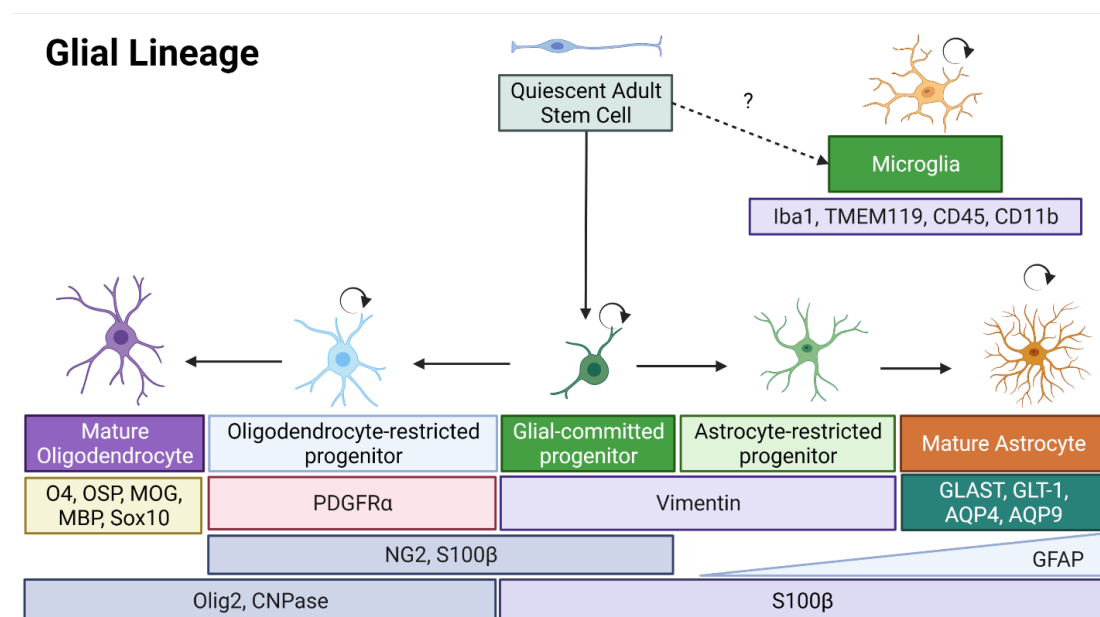 Glial Lineage
Quiescent Adult
Stem Cell
?
Microglia
Iba1, TMEM119, CD45, CD11b
Mature
Oligodendrocyte
Oligodendrocyte-restricted
progenitor
Glial-committed
progenitor
Astrocyte-restricted
progenitor
Mature Astrocyte
O4, OSP, MOG,
MBP, Sox10
PDGFRα
Vimentin
GLAST, GLT-1,
AQP4, AQP9
NG2, S100β
GFAP
Olig2, CNPase
S100β